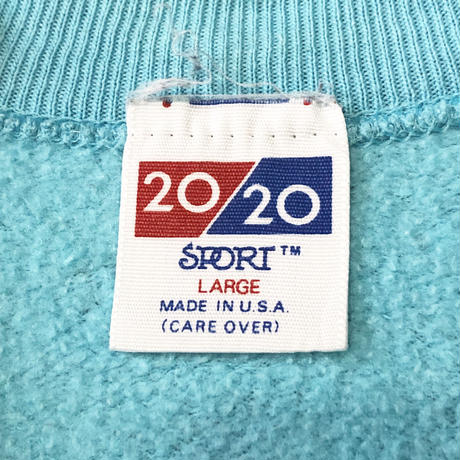 20/20
SPORT™
LARGE
MADE IN U.S.A.
(CARE OVER)